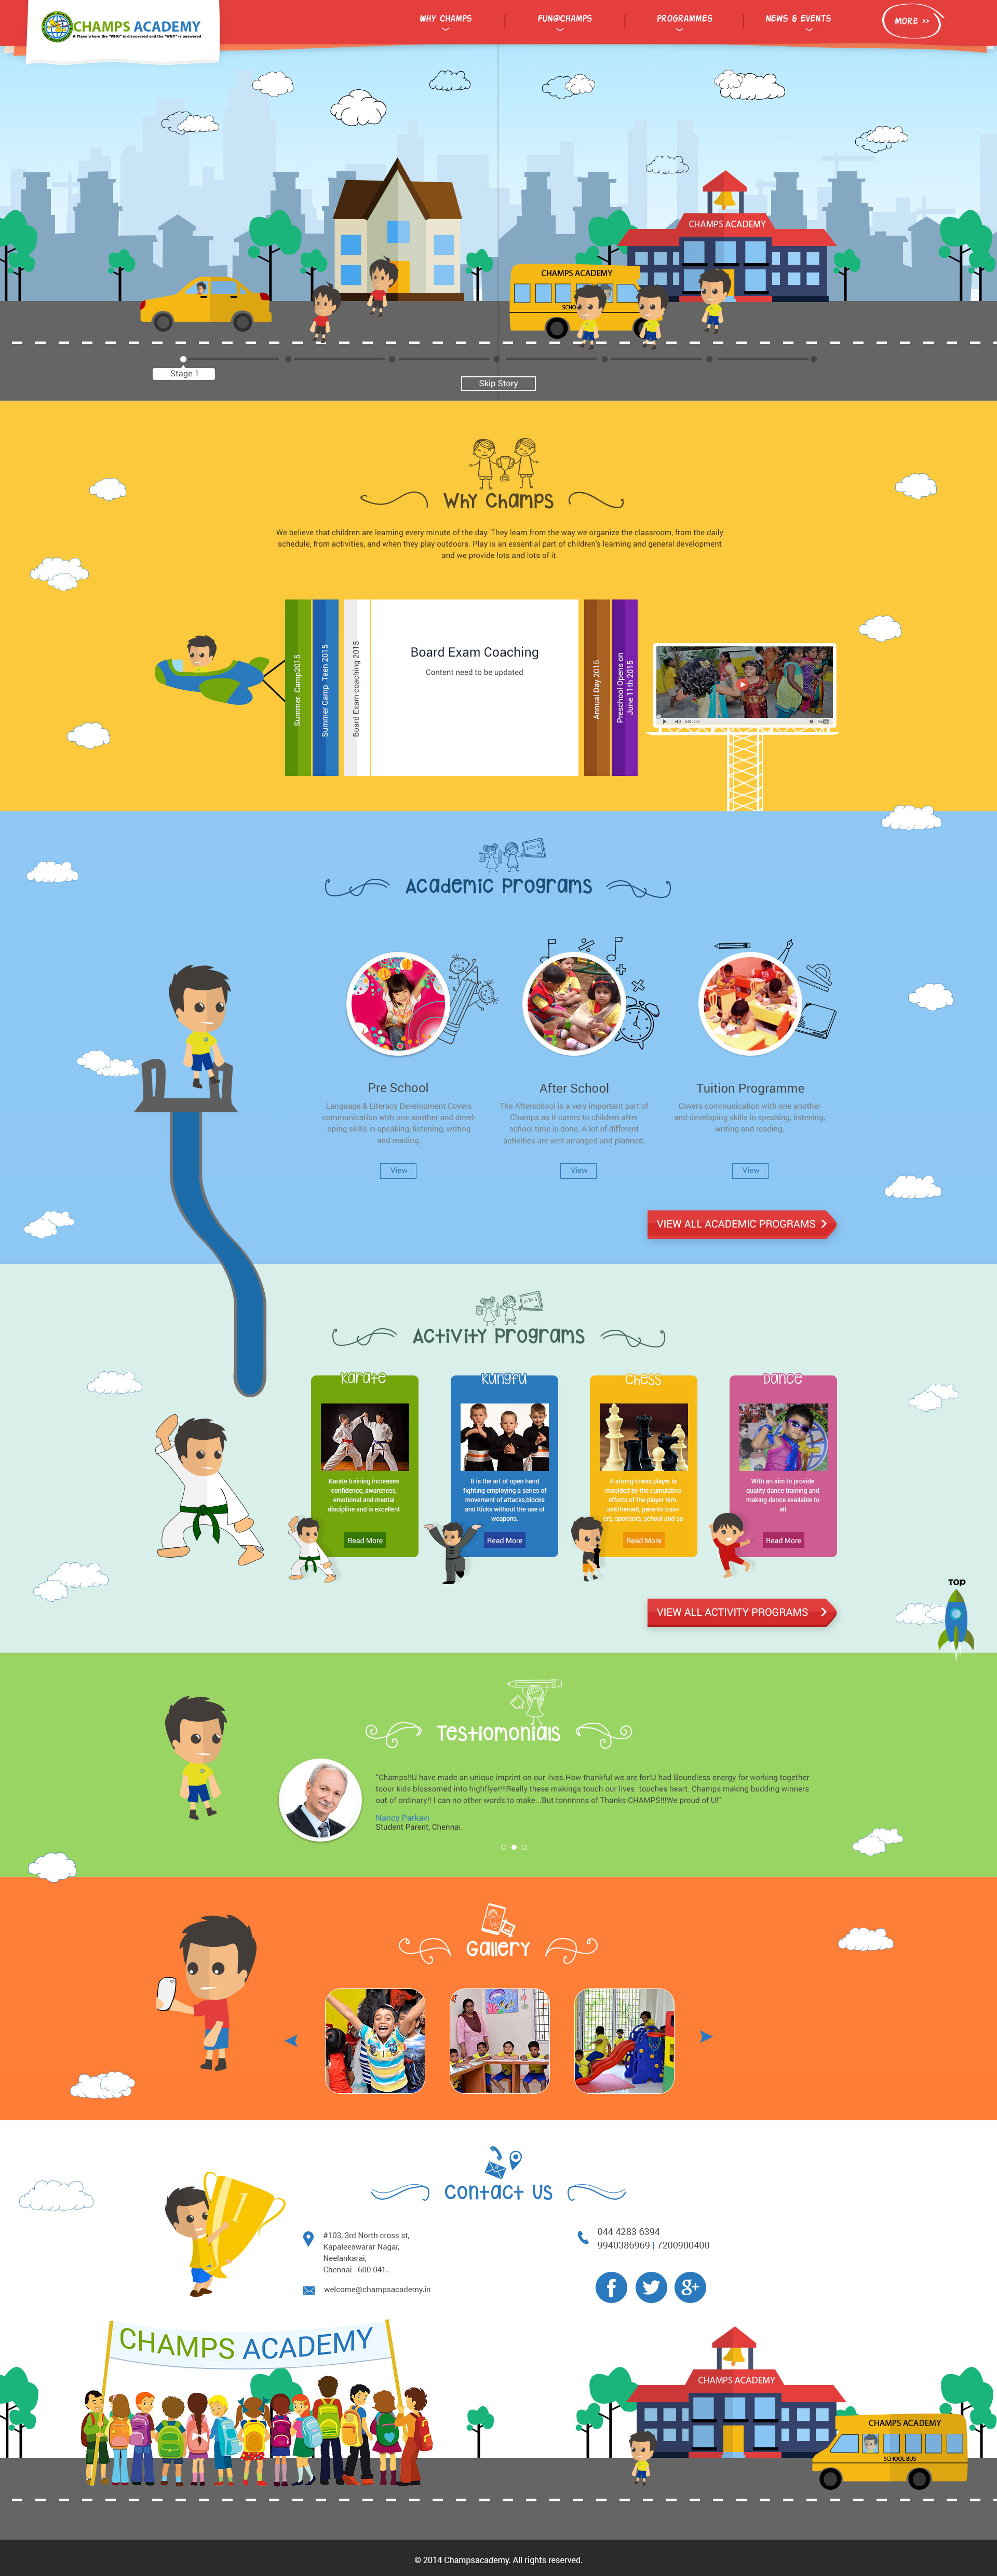 CHAMPS ACADEMY
A Place where the "WHO" is discovered and the "WHY" is answered
WHY CHAMPS
FUN@CHAMPS
PROGRAMMES
NEWS & EVENTS
MORE >>
CHAMPS ACADEMY
CHAMPS ACADEMY
SCHO
Stage 1
Skip Story
Why Champs
We believe that children are learning every minute of the day. They learn from the way we organize the classroom, from the daily
schedule, from activities, and when they play outdoors. Play is an essential part of children's learning and general development
and we provide lots and lots of it.
Summer Camp2015
Summer Camp Teen 2015
Board Exam coaching 2015
Board Exam Coaching
Content need to be updated
Annual Day 2015
Preschool Opens on
June 11th 2015
Academic Programs
Pre School
Language & Literacy Development Covers
communication with one another and devel-
oping skills in speaking, listening, writing
and reading.
View
After School
The Afterschool is a very important part of
Champs as it caters to children after
school time is done. A lot of different
activities are well arranged and planned.
View
Tuition Programme
Covers communication with one another
and developing skills in speaking, listening,
writing and reading.
View
VIEW ALL ACADEMIC PROGRAMS
Activity Programs
Karate
Karate training increases
confidence, awareness,
emotional and mental
discipline and is excellent
Read More
Kungfu
It is the art of open hand
fighting employing a series of
movement of attacks,blocks
and Kicks without the use of
weapons.
Read More
Chess
A strong chess player is
moulded by the cumulative
efforts of the player him-
self/herself, parents train-
ers, sponsors, school and so
Read More
Dance
With an aim to provide
quality dance training and
making dance available to
all
Read More
VIEW ALL ACTIVITY PROGRAMS
TOP
Testiomonials
"Champs!!U have made an unique imprint on our lives.How thankful we are for!U had Boundless energy for working together
toour kids blossomed into highflyer!!!Really these makings touch our lives..touches heart..Champs making budding winners
out of ordinary!! I can no other words to make...But tonnnnns of Thanks CHAMPS!!!We proud of U!".
Nancy Parkavi
Student Parent, Chennai.
Gallery
Contact Us
#103, 3rd North cross st,
Kapaleeswarar Nagar,
Neelankarai,
Chennai - 600 041.
welcome@champsacademy.in
044 4283 6394
9940386969 | 7200900400
CHAMPS ACADEMY
CHAMPS ACADEMY
CHAMPS ACADEMY
SCHOOL BUS
© 2014 Champsacademy. All rights reserved.